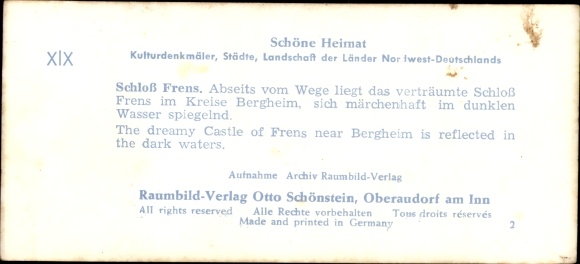 Schöne Heimat
XIX
Kulturdenkmäler, Städte, Landschaft der Länder Nor lwest-Deutschlands
Schloß Frens. Abseits vom Wege liegt das verträumte Schloß
Frens im Kreise Bergheim, sich märchenhaft im dunklen
Wasser spiegelnd.
The dreamy Castle of Frens near Bergheim is reflected in
the dark waters.
Aufnahme Archiv Raumbild-Verlag
Raumbild-Verlag Otto Schönstein, Oberaudorf am Inn
All rights reserved Alle Rechte vorbehalten Tous droits réservés
Made and printed in Germany
2